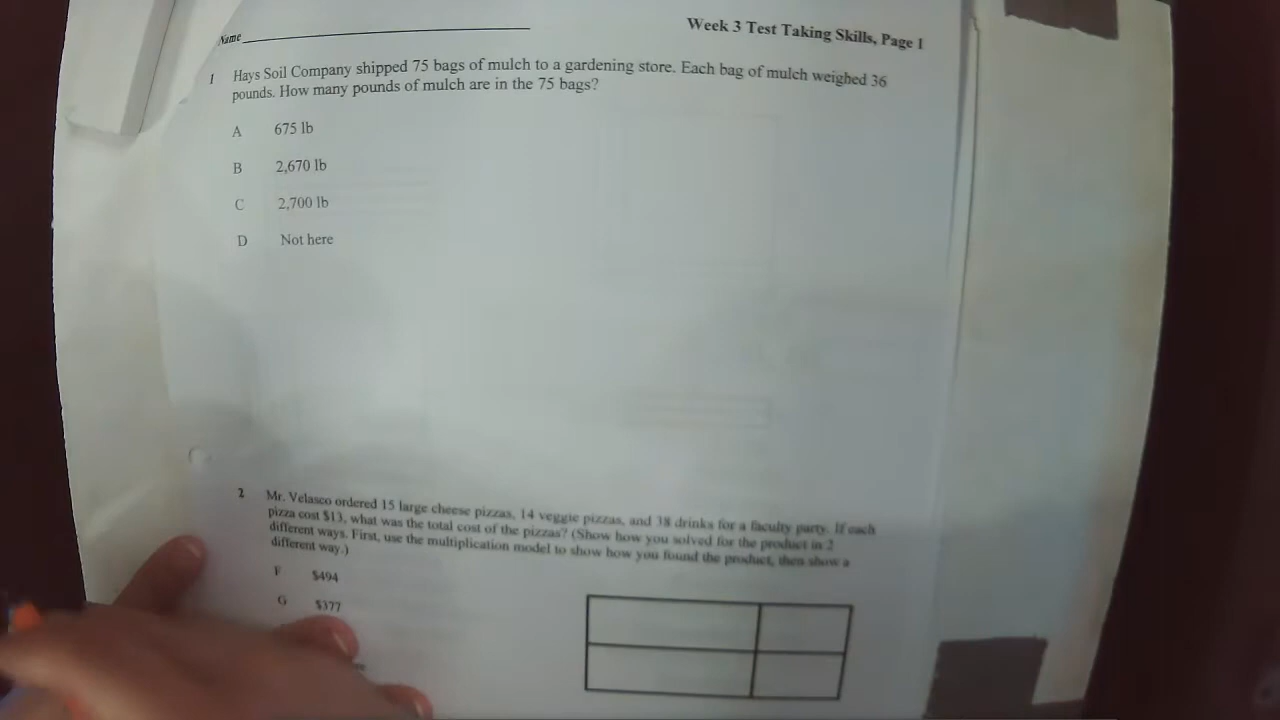 Name
Week 3 Test Taking Skills, Page 1
1 Hays Soil Company shipped 75 bags of mulch to a gardening store. Each bag of mulch weighed 36
pounds. How many pounds of mulch are in the 75 bags?
A 675 lb
B 2,670 lb
C 2,700 lb
D Not here
2 Mr. Velasco ordered 15 large cheese pizzas, 14 veggie pizzas, and 38 drinks for a faculty party. If each
pizza cost $13, what was the total cost of the pizzas? (Show how you solved for the product in 2
different ways. First, use the multiplication model to show how you found the product, then show a
different way.)
F $494
G $377